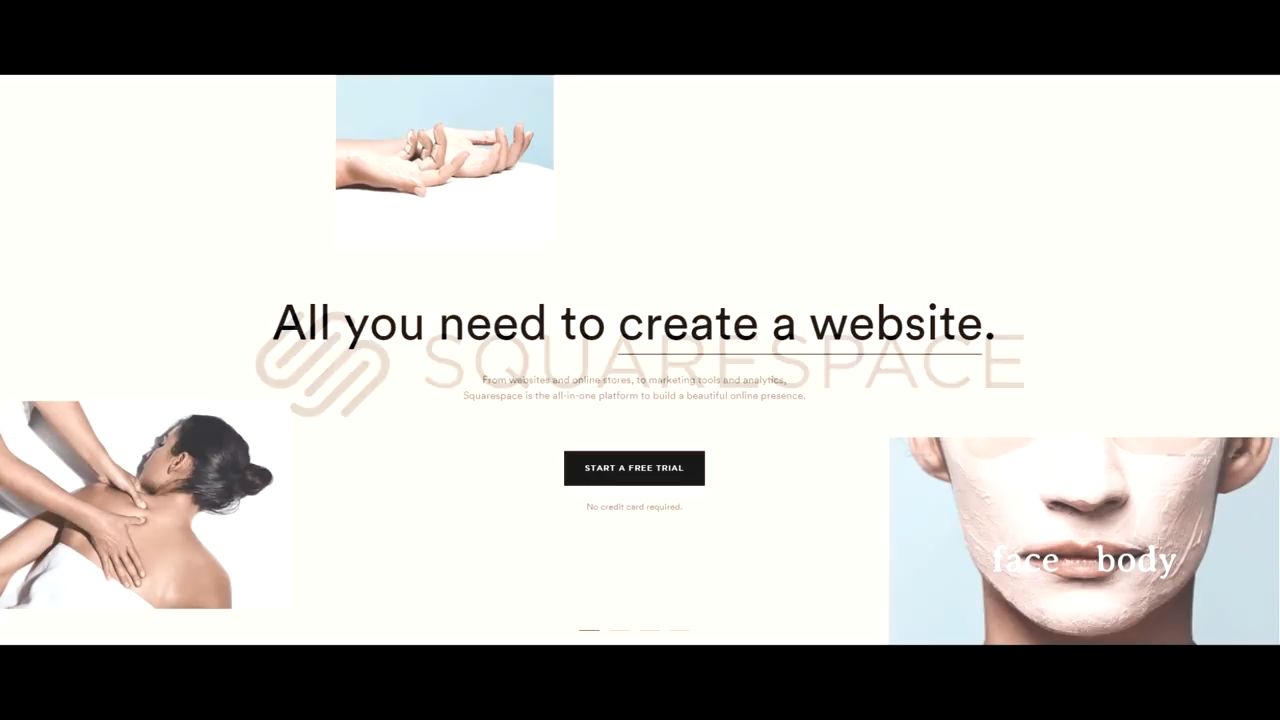 All you need to create a website.
SQUARESPACE
From websites and online stores, to marketing tools and analytics,
Squarespace is the all-in-one platform to build a beautiful online presence.
START A FREE TRIAL
No credit card required.
face body